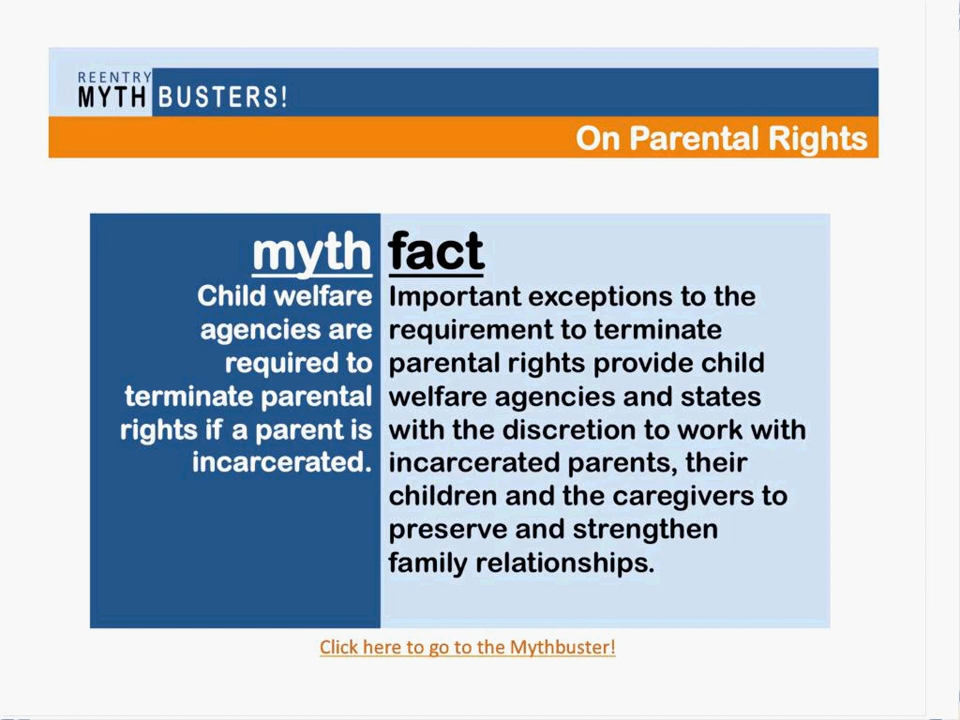 REENTRY
MYTH BUSTERS!
On Parental Rights
myth
Child welfare
agencies are
required to
terminate parental
rights if a parent is
incarcerated.
fact
Important exceptions to the
requirement to terminate
parental rights provide child
welfare agencies and states
with the discretion to work with
incarcerated parents, their
children and the caregivers to
preserve and strengthen
family relationships.
Click here to go to the Mythbuster!